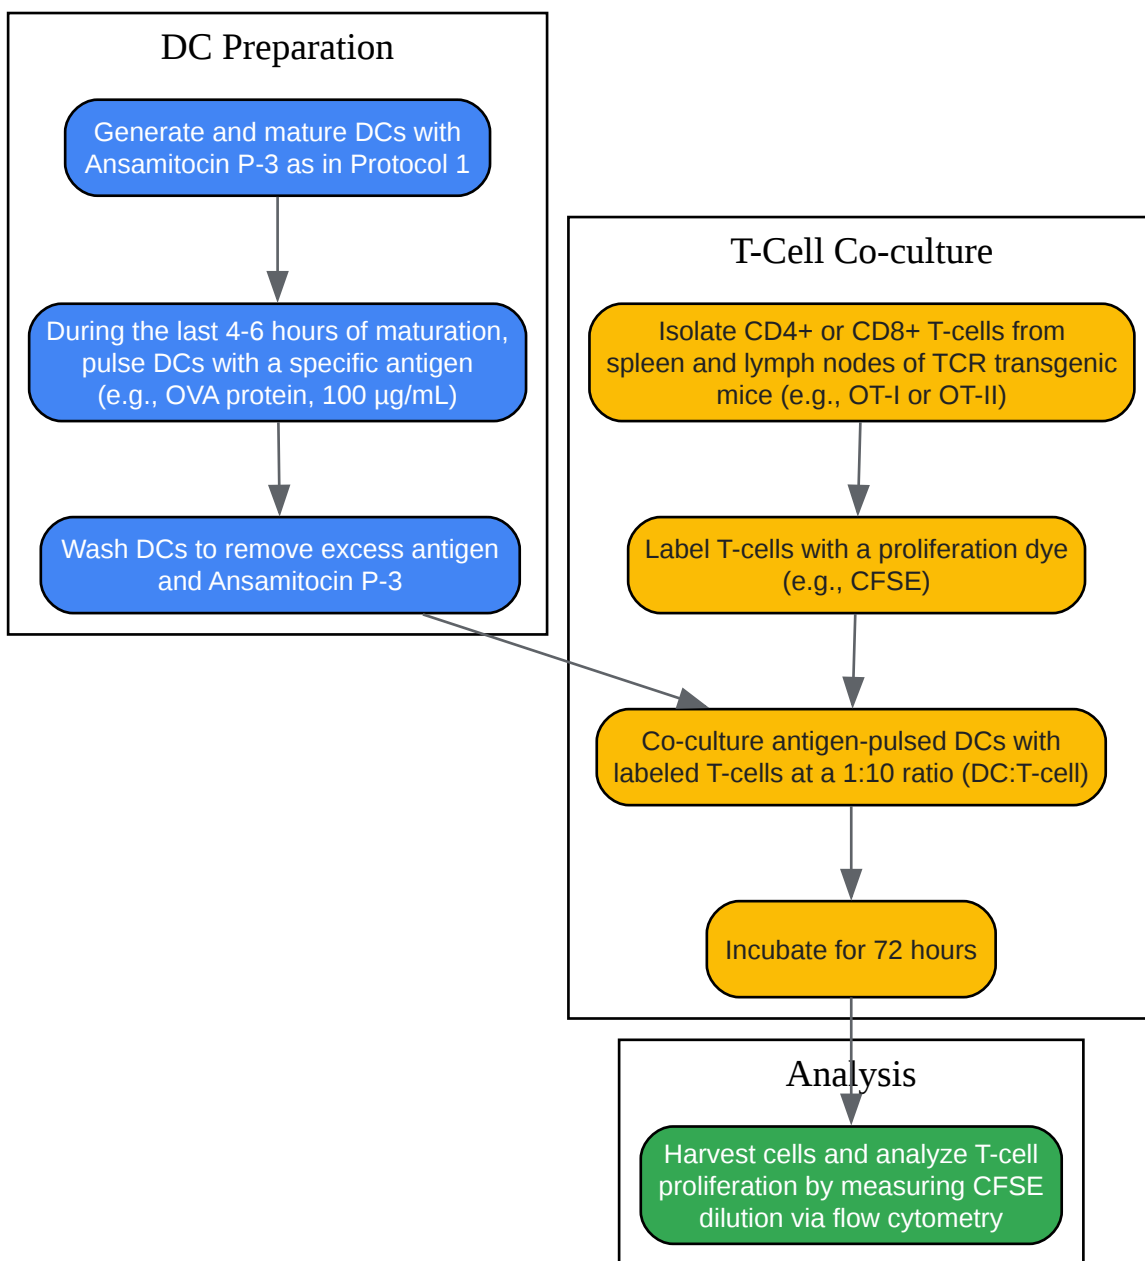 DC Preparation
Generate and mature DCs with
Ansamitocin P-3 as in Protocol 1
During the last 4-6 hours of maturation,
pulse DCs with a specific antigen
(e.g., OVA protein, 100 µg/mL)
Wash DCs to remove excess antigen
and Ansamitocin P-3
T-Cell Co-culture
Isolate CD4+ or CD8+ T-cells from
spleen and lymph nodes of TCR transgenic
mice (e.g., OT-I or OT-II)
Label T-cells with a proliferation dye
(e.g., CFSE)
Co-culture antigen-pulsed DCs with
labeled T-cells at a 1:10 ratio (DC:T-cell)
Incubate for 72 hours
Analysis
Harvest cells and analyze T-cell
proliferation by measuring CFSE
dilution via flow cytometry